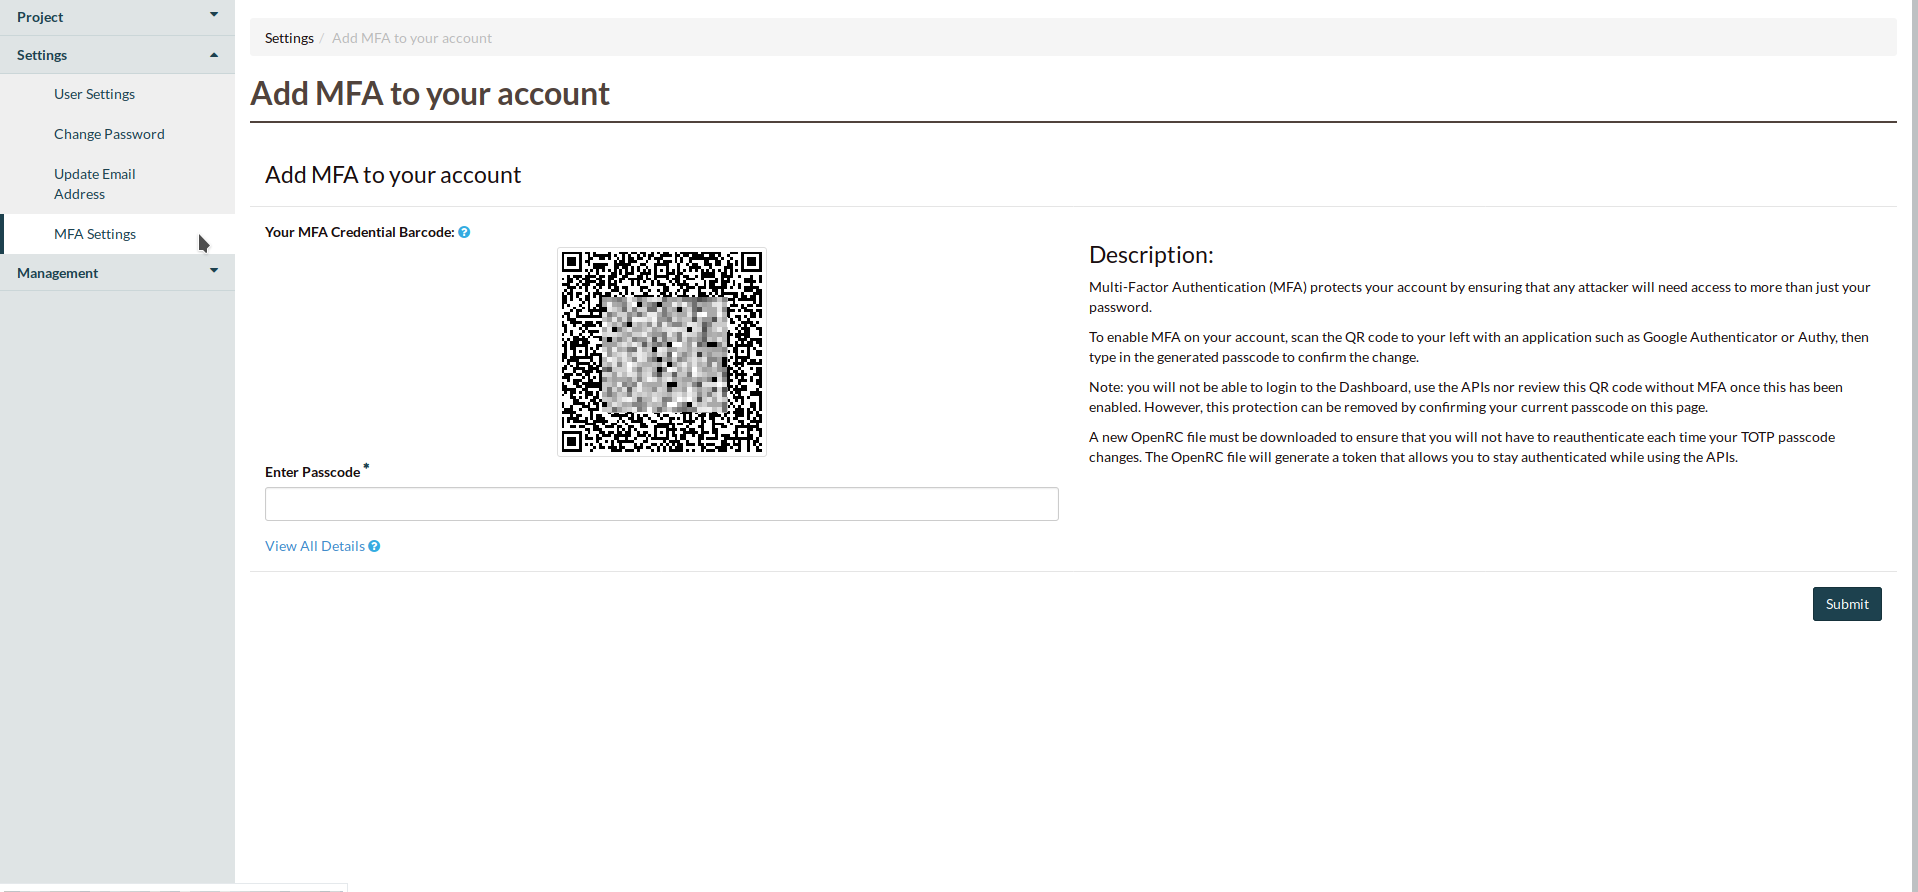 Project
Settings
User Settings
Change Password
Update Email
Address
MFA Settings
Management
Settings / Add MFA to your account
Add MFA to your account
Add MFA to your account
Your MFA Credential Barcode:
Enter Passcode *
View All Details
Description:
Multi-Factor Authentication (MFA) protects your account by ensuring that any attacker will need access to more than just your
password.
To enable MFA on your account, scan the QR code to your left with an application such as Google Authenticator or Authy, then
type in the generated passcode to confirm the change.
Note: you will not be able to login to the Dashboard, use the APIs nor review this QR code without MFA once this has been
enabled. However, this protection can be removed by confirming your current passcode on this page.
A new OpenRC file must be downloaded to ensure that you will not have to reauthenticate each time your TOTP passcode
changes. The OpenRC file will generate a token that allows you to stay authenticated while using the APIs.
Submit